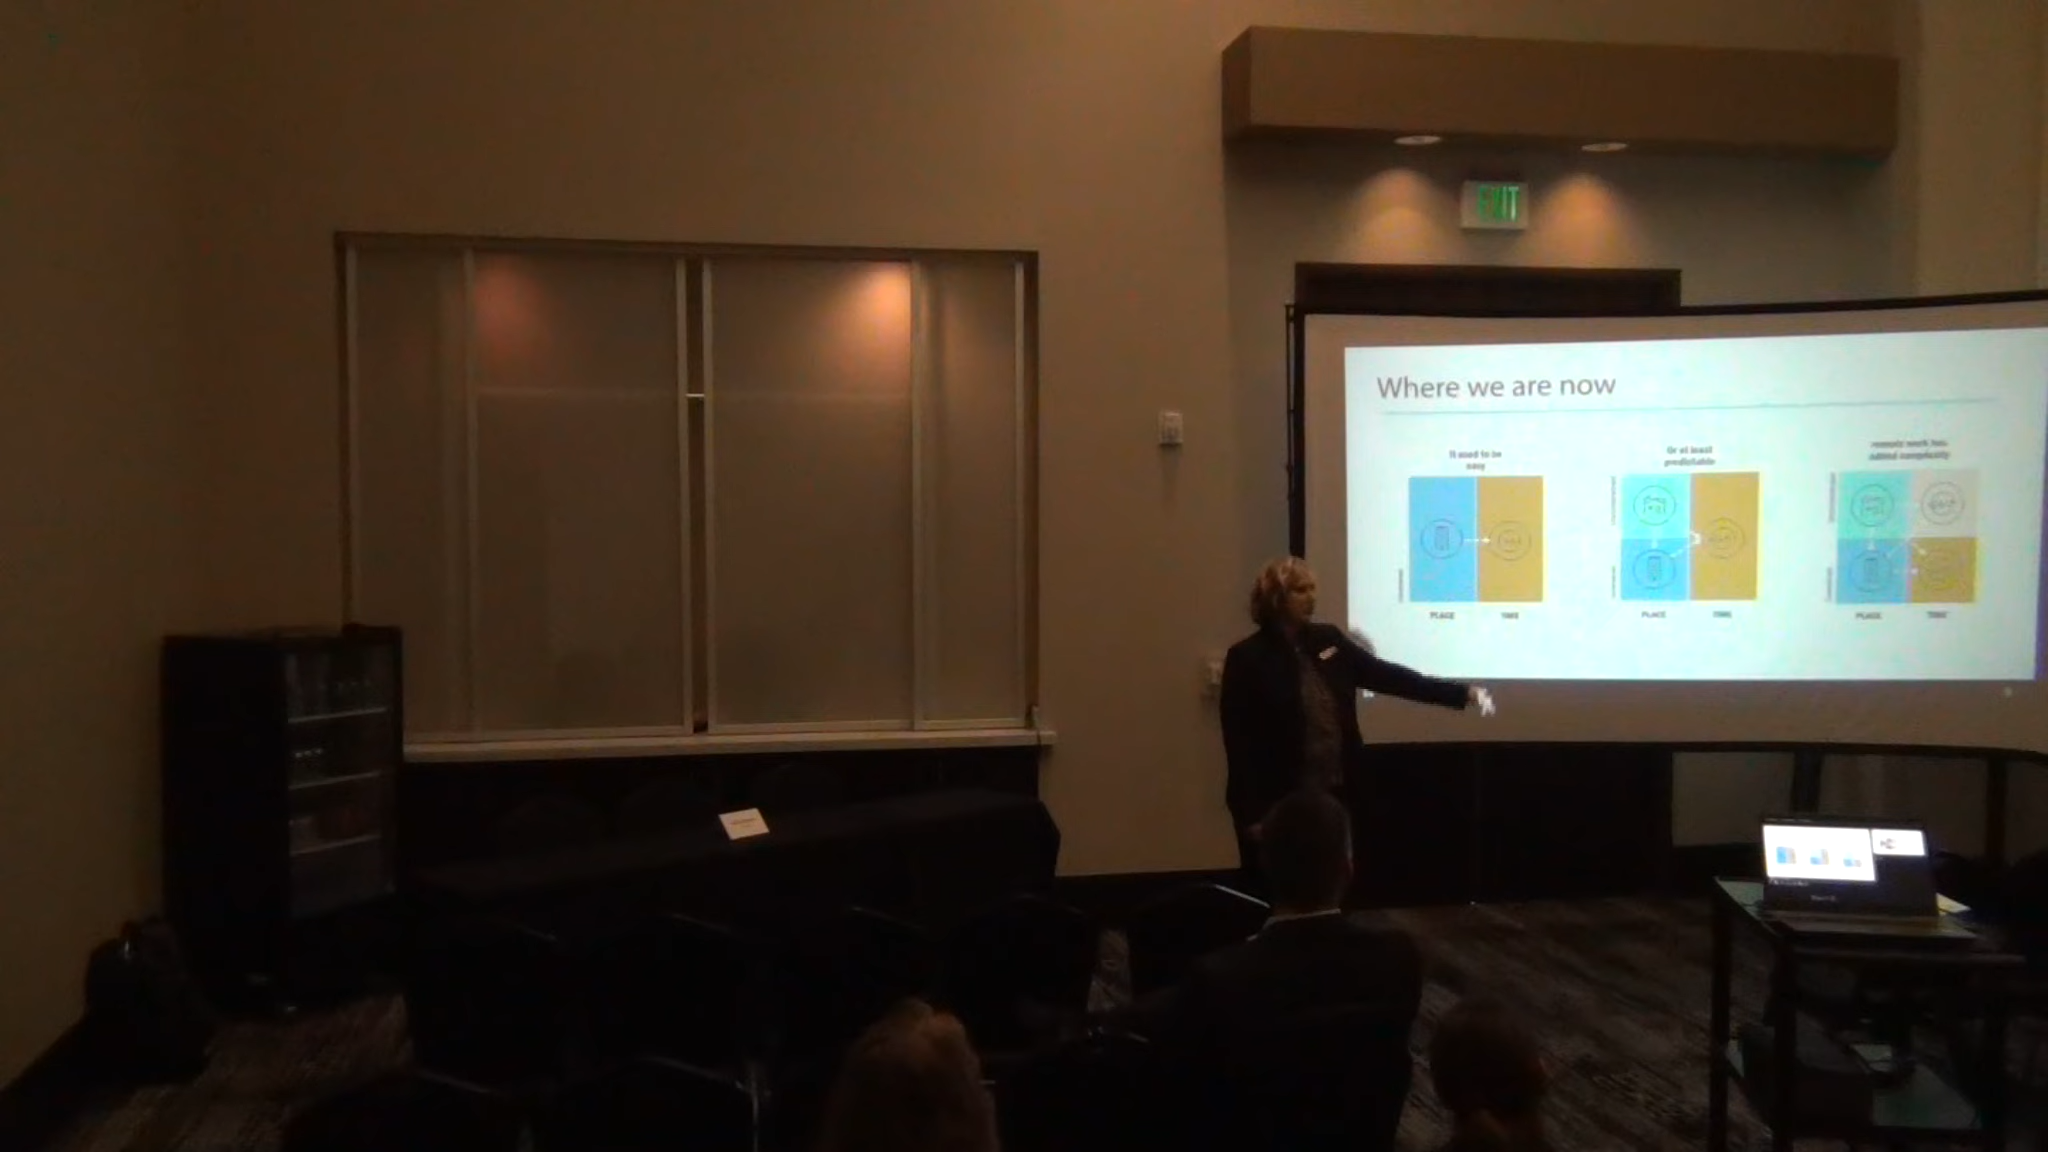 EXIT
Where we are now
It used to be
easy
PLACE
TIME
Or at least
predictable
PLACE
TIME
remote work has
added complexity
PLACE
TIME